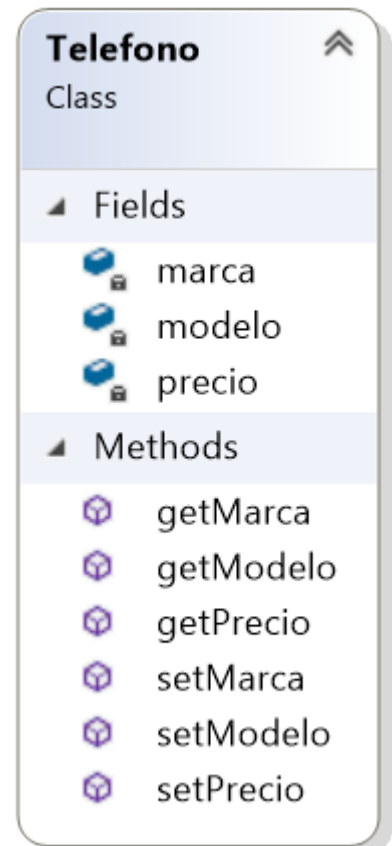 Telefono
Class
Fields
marca
modelo
precio
Methods
getMarca
getModelo
getPrecio
setMarca
setModelo
setPrecio